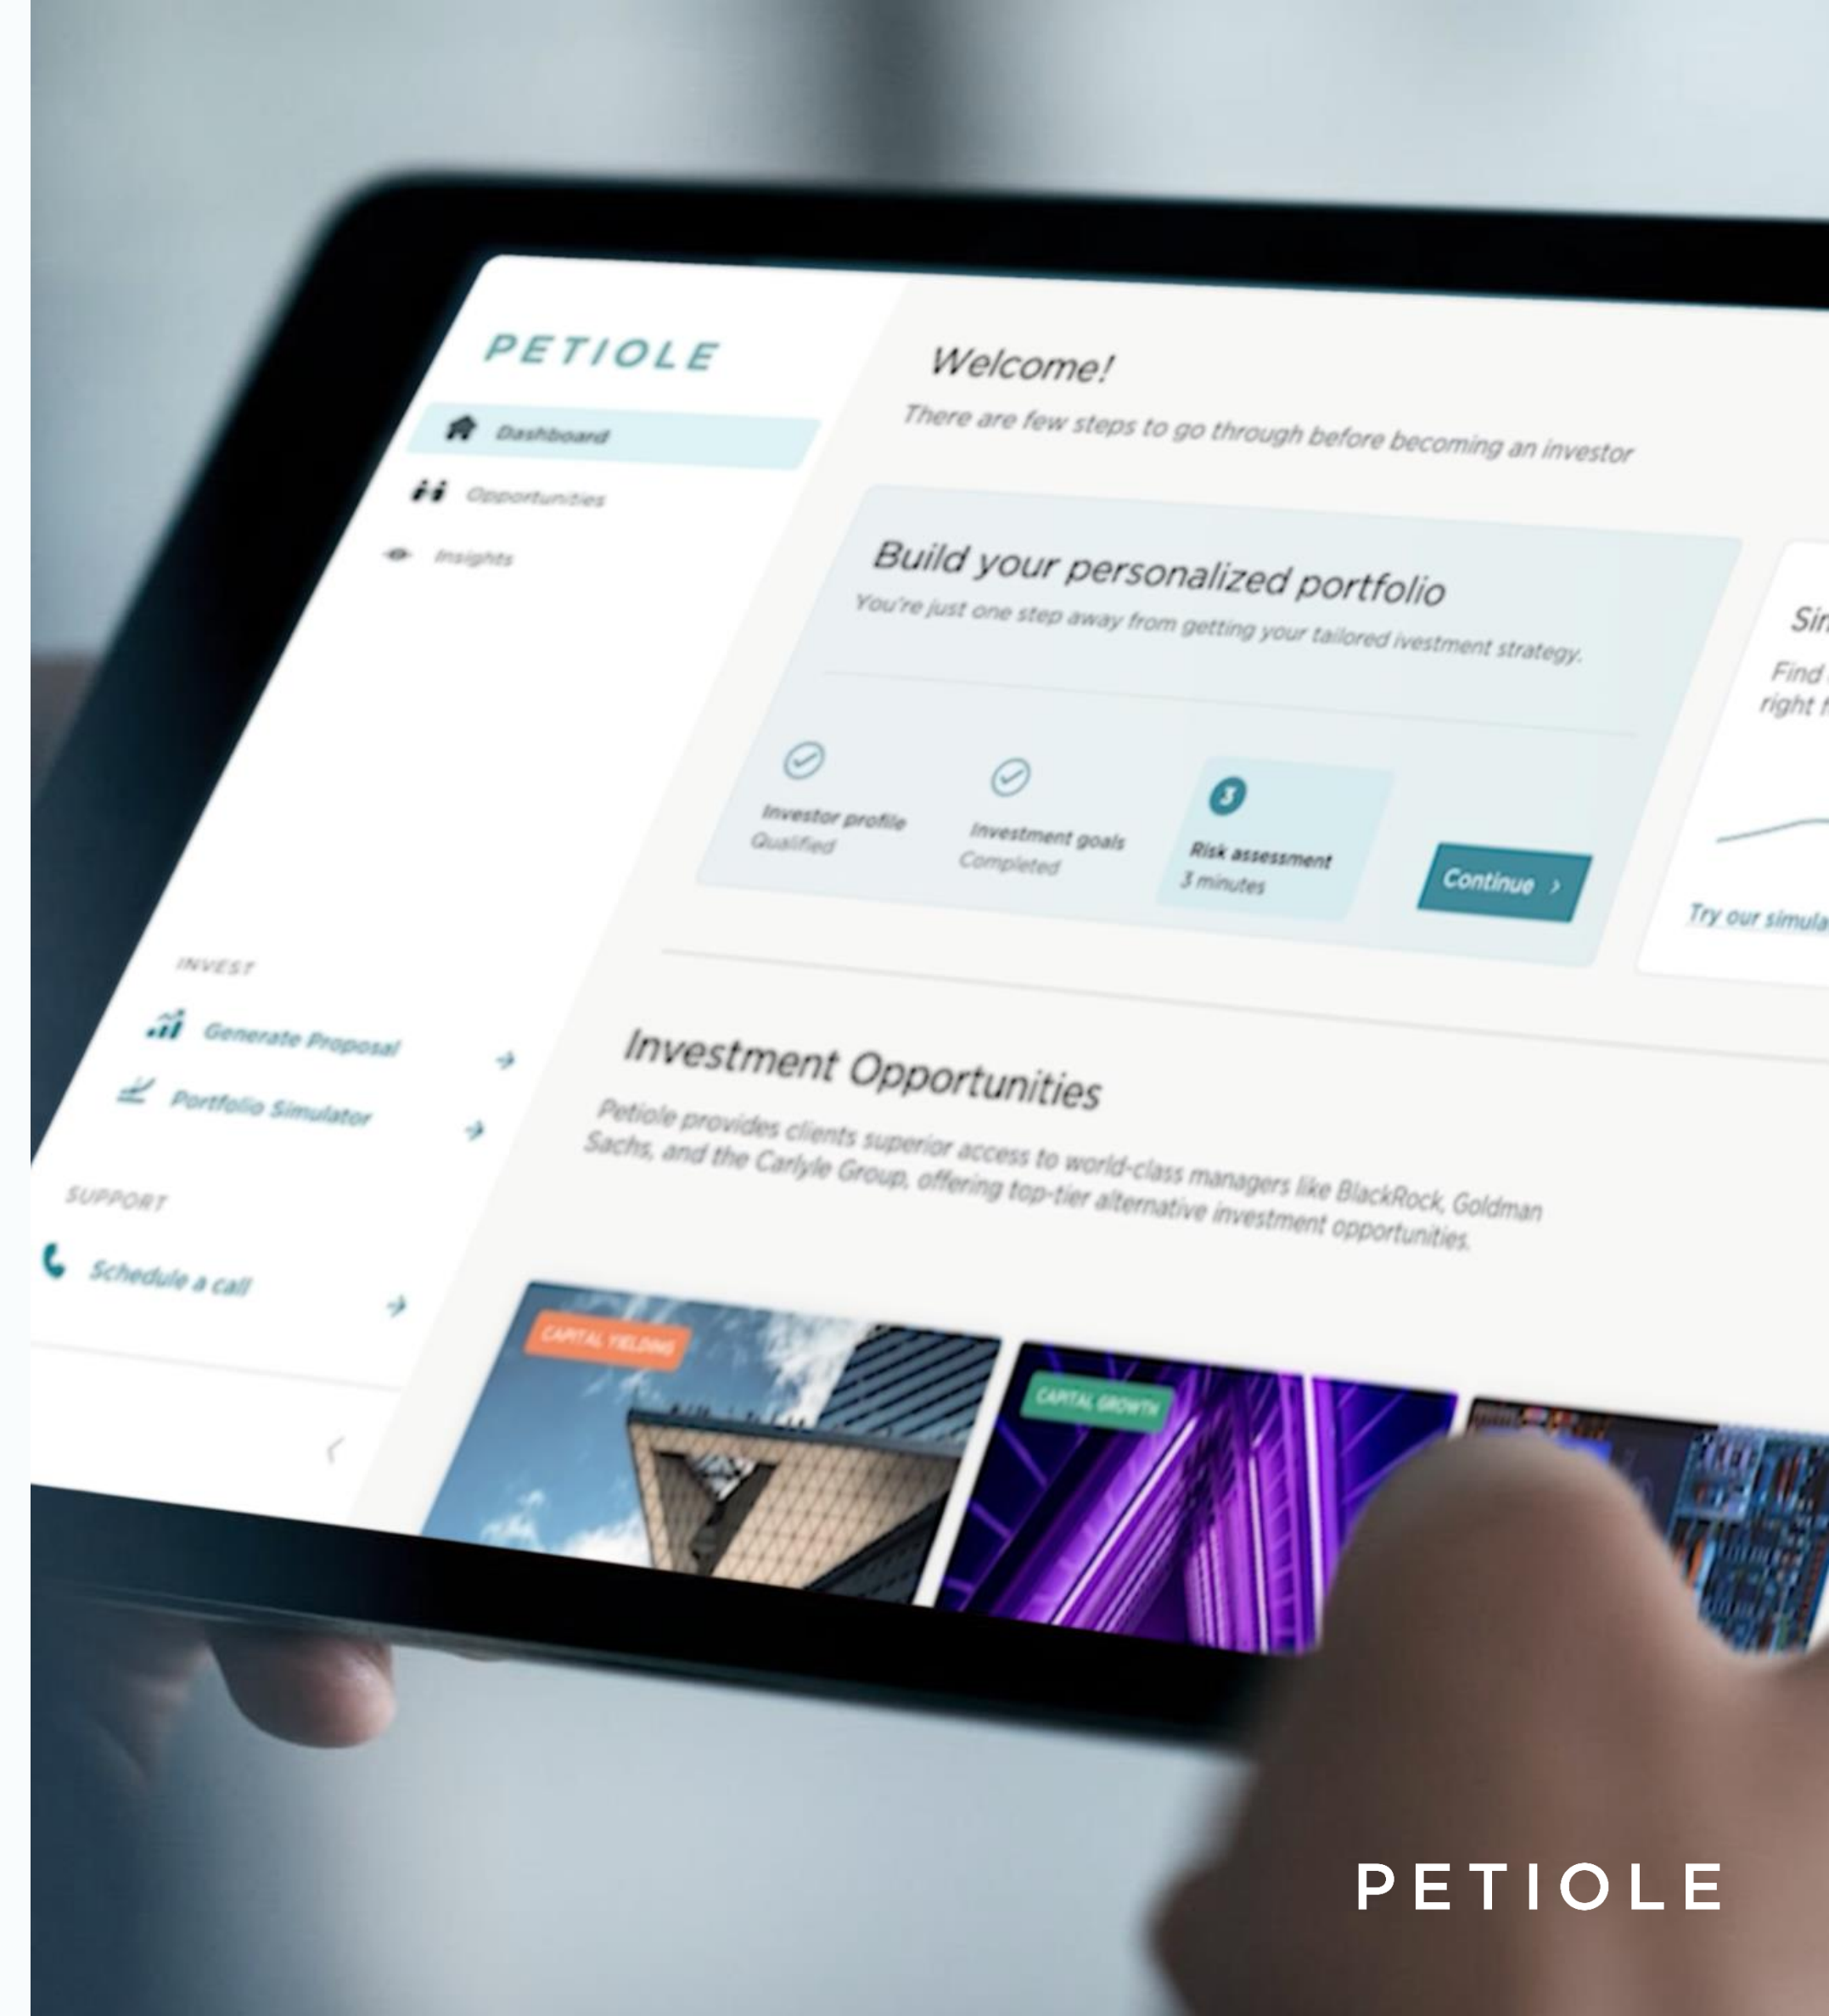 PETIOLE
Dashboard
Opportunities
Insights
INVEST
Generate Proposal
Portfolio Simulator
SUPPORT
Schedule a call
Welcome!
There are few steps to go through before becoming an investor
Build your personalized portfolio
You're just one step away from getting your tailored ivestment strategy.
Investor profile
Qualified
Investment goals
Completed
3
Risk assessment
3 minutes
Continue
Find
right
Try our
Investment Opportunities
Petiole provides clients superior access to world-class managers like BlackRock, Goldman
Sachs, and the Carlyle Group, offering top-tier alternative investment opportunities.
CAPITAL YIELDING
CAPITAL GROWTH
PETIOLE